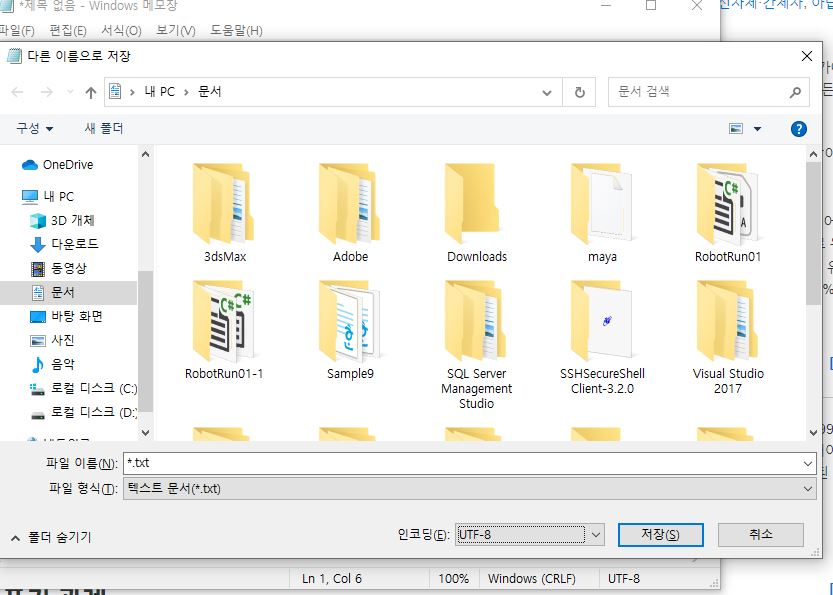 *제목 없음 - Windows 메모장
파일(F) 편집(E) 서식(O) 보기(V) 도움말(H)
다른 이름으로 저장
내 PC > 문서
문서 검색
구성 새 폴더
OneDrive
내 PC
3D 개체
다운로드
동영상
문서
바탕 화면
사진
음악
로컬 디스크 (C:)
로컬 디스크 (D:)
3dsMax Adobe Downloads maya RobotRun01
RobotRun01-1 Sample9 SQL Server Management Studio SSHSecureShell Client-3.2.0 Visual Studio 2017
파일 이름(N): *.txt
파일 형식(T): 텍스트 문서(*.txt)
폴더 숨기기
인코딩(E): UTF-8 저장(S) 취소
Ln 1, Col 6 100% Windows (CRLF) UTF-8